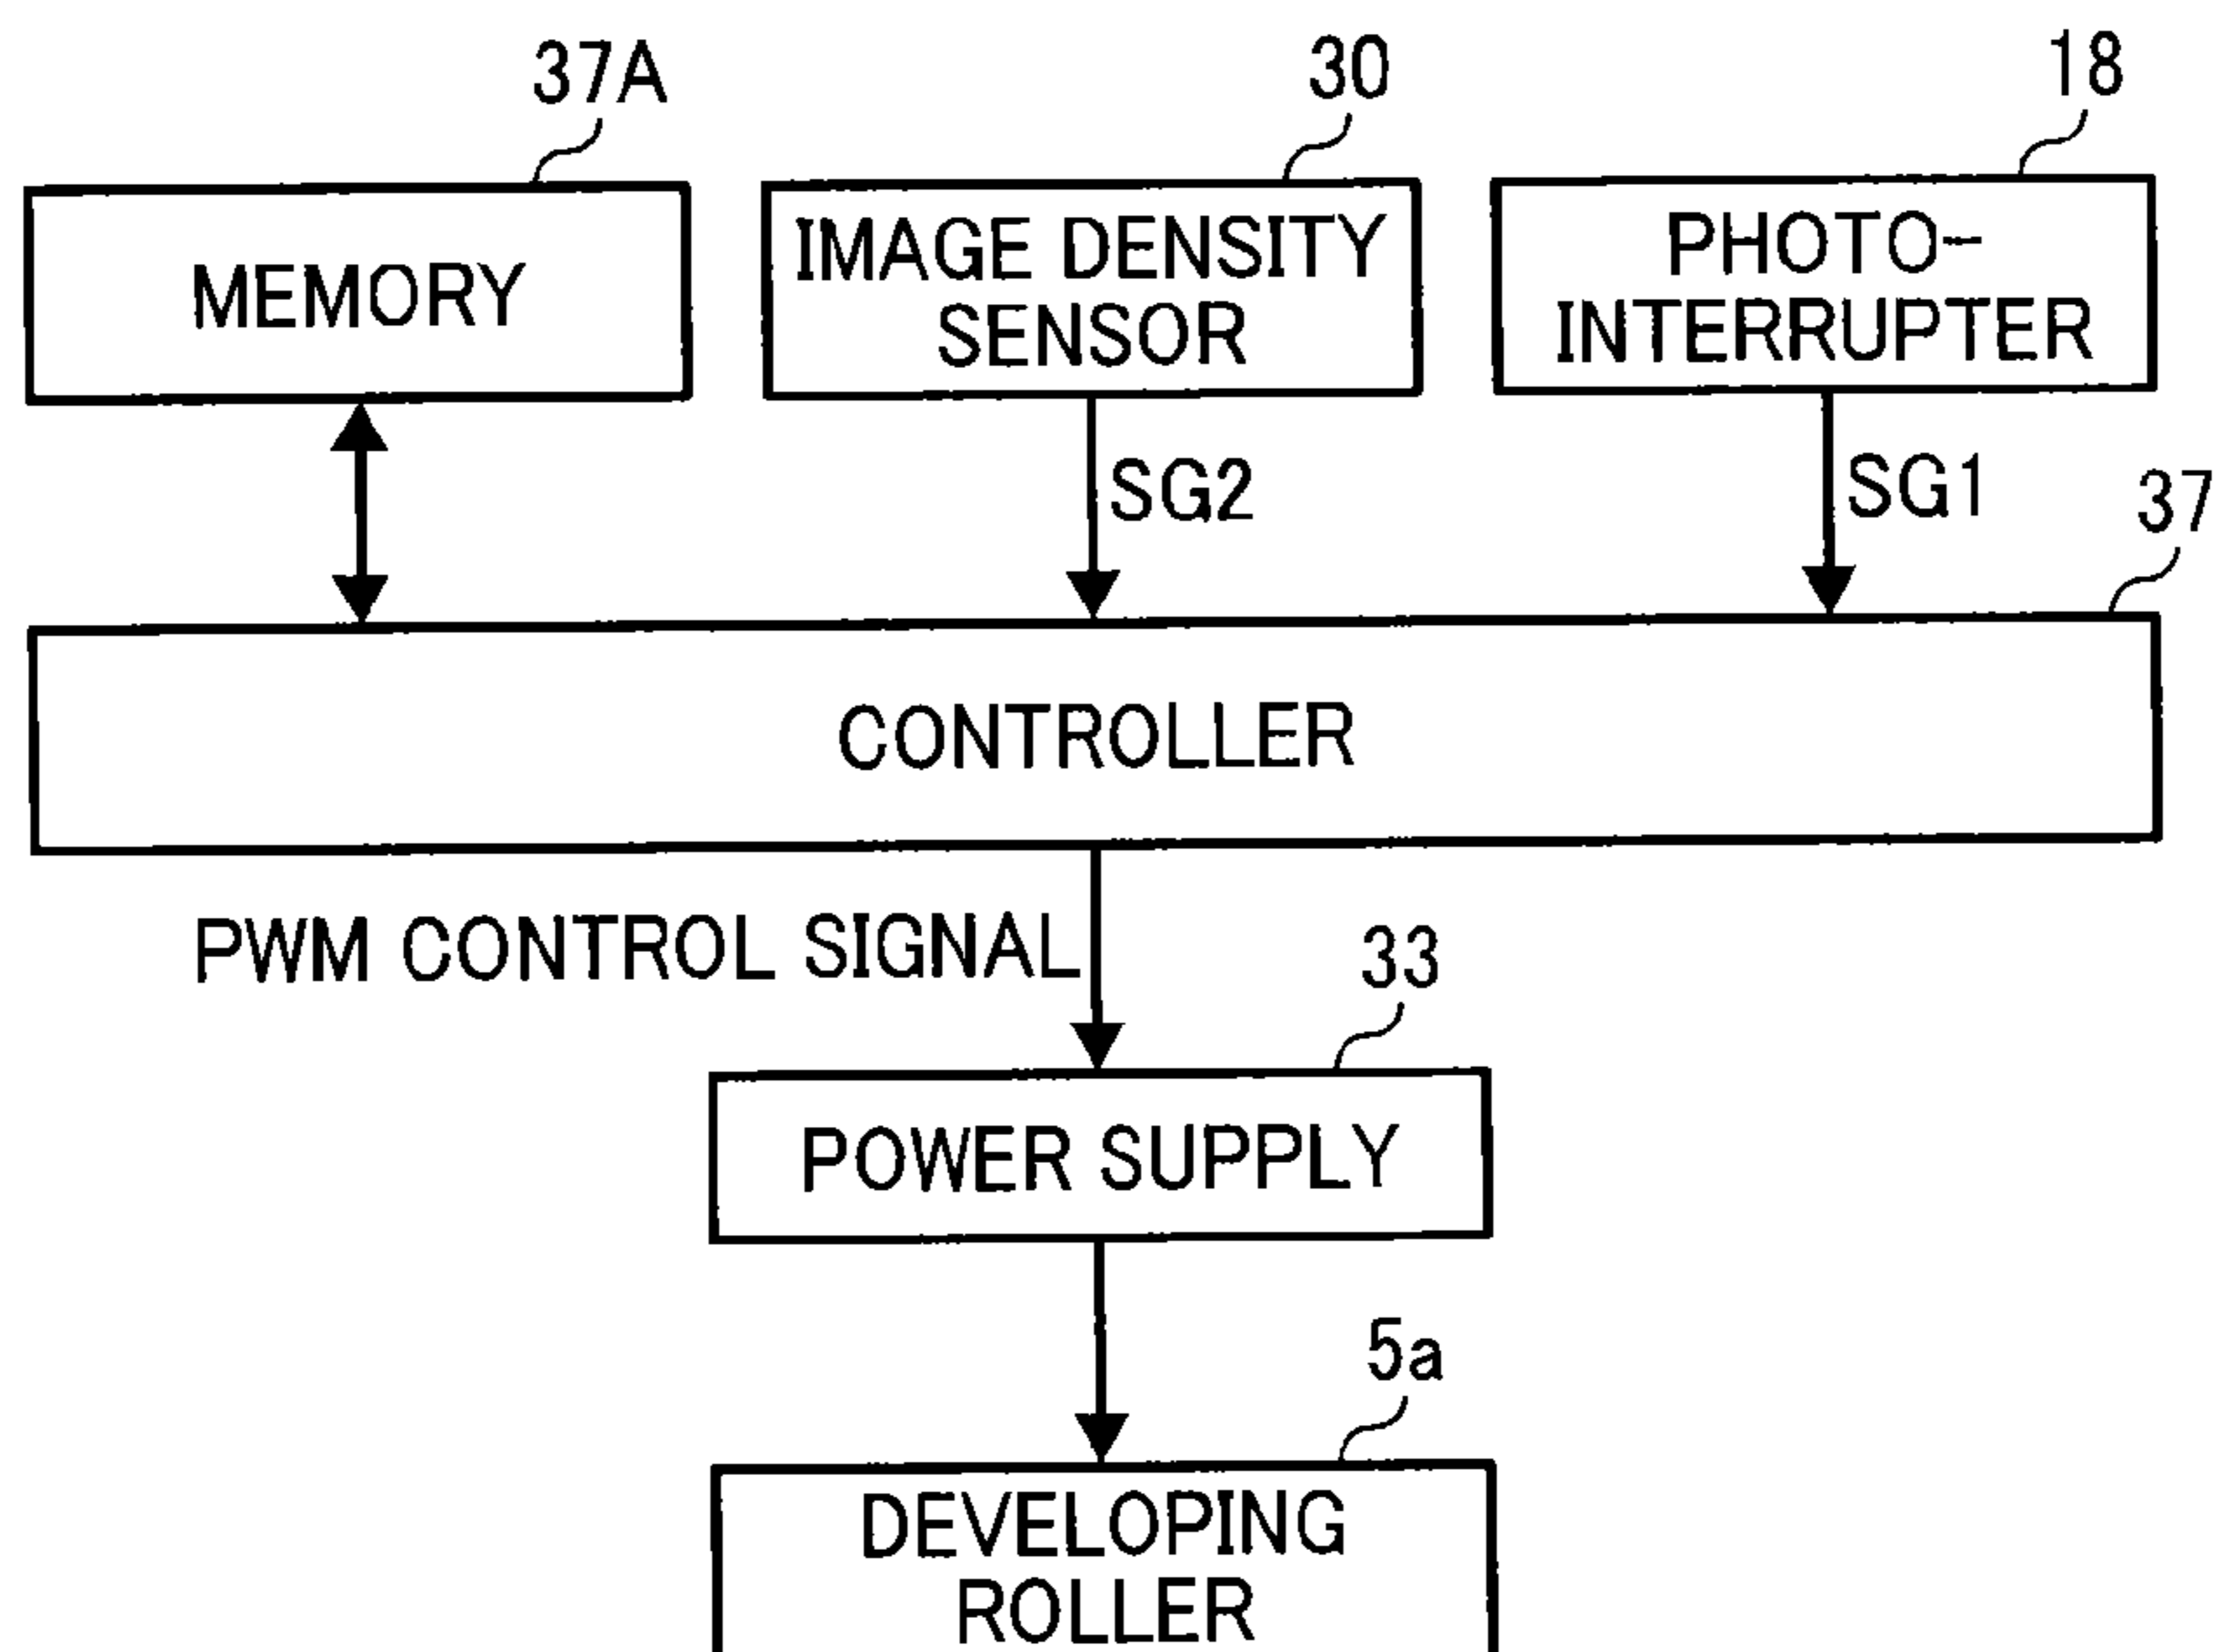 37A
30
18
MEMORY
IMAGE DENSITY
SENSOR
PHOTO-
INTERRUPTER
SG2
SG1
37
CONTROLLER
PWM CONTROL SIGNAL
33
POWER SUPPLY
5a
DEVELOPING
ROLLER